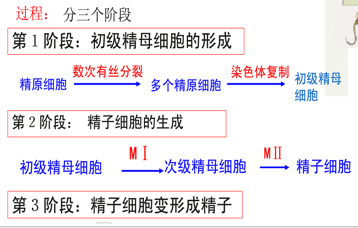 过程： 分三个阶段
第1阶段：初级精母细胞的形成
数次有丝分裂 染色体复制
精原细胞 多个精原细胞 初级精母
细胞
第2阶段： 精子细胞的生成
MⅠ MⅡ
初级精母细胞 次级精母细胞 精子细胞
第3阶段：精子细胞变形成精子